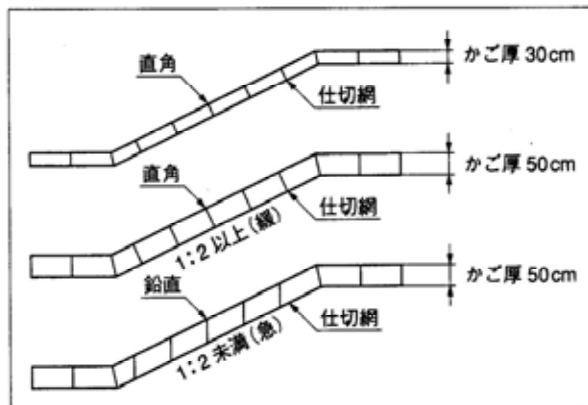 直角
かご厚 30cm
仕切網
直角
かご厚 50cm
仕切網
1:2以上(緩)
鉛直
かご厚 50cm
仕切網
1:2未満(急)